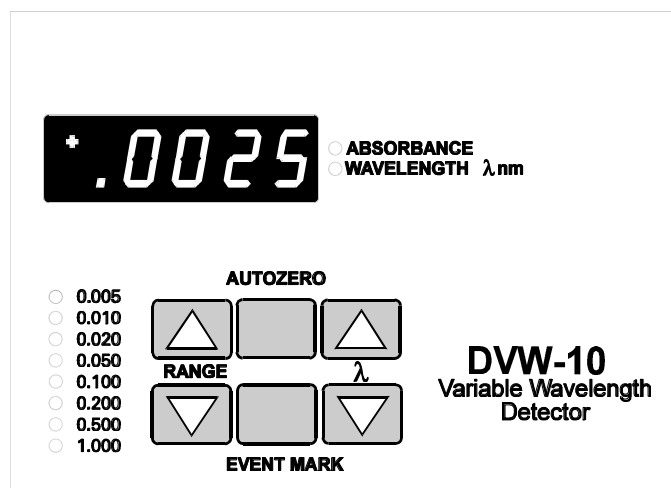 +.0025
ABSORBANCE
WAVELENGTH λ nm
AUTOZERO
0.005
0.010
0.020
0.050
0.100
0.200
0.500
1.000
RANGE
λ
EVENT MARK
DVW-10
Variable Wavelength
Detector